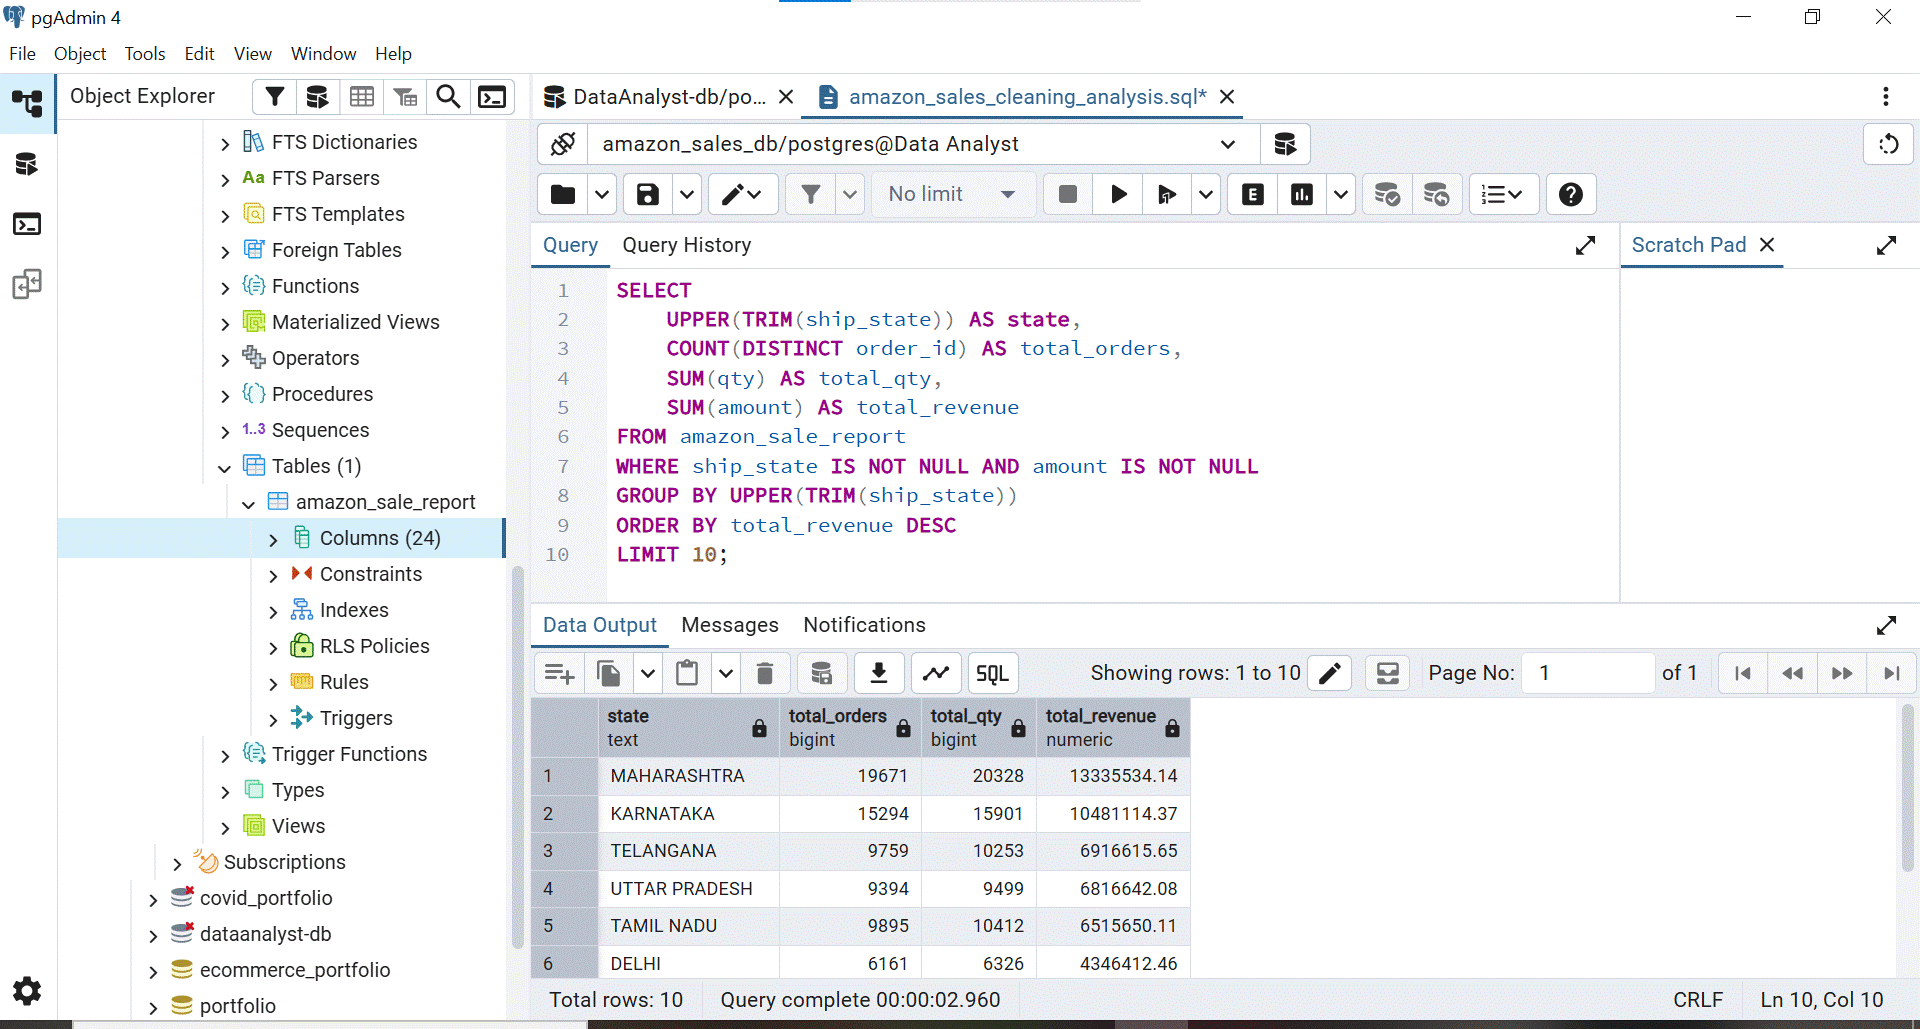 pgAdmin 4
File Object Tools Edit View Window Help
Object Explorer
FTS Dictionaries
Aa FTS Parsers
FTS Templates
Foreign Tables
Functions
Materialized Views
Operators
Procedures
1..3 Sequences
Tables (1)
amazon_sale_report
Columns (24)
Constraints
Indexes
RLS Policies
Rules
Triggers
Trigger Functions
Types
Views
Subscriptions
covid_portfolio
dataanalyst-db
ecommerce_portfolio
portfolio
DataAnalyst-db/po... amazon_sales_cleaning_analysis.sql*
amazon_sales_db/postgres@Data Analyst
No limit E
Query Query History
Scratch Pad
1 SELECT
2 UPPER(TRIM(ship_state)) AS state,
3 COUNT(DISTINCT order_id) AS total_orders,
4 SUM(qty) AS total_qty,
5 SUM(amount) AS total_revenue
6 FROM amazon_sale_report
7 WHERE ship_state IS NOT NULL AND amount IS NOT NULL
8 GROUP BY UPPER(TRIM(ship_state))
9 ORDER BY total_revenue DESC
10 LIMIT 10;
Data Output Messages Notifications
SQL Showing rows: 1 to 10 Page No: 1 of 1
state total_orders total_qty total_revenue
text bigint bigint numeric
1 MAHARASHTRA 19671 20328 13335534.14
2 KARNATAKA 15294 15901 10481114.37
3 TELANGANA 9759 10253 6916615.65
4 UTTAR PRADESH 9394 9499 6816642.08
5 TAMIL NADU 9895 10412 6515650.11
6 DELHI 6161 6326 4346412.46
Total rows: 10 Query complete 00:00:02.960 CRLF Ln 10, Col 10